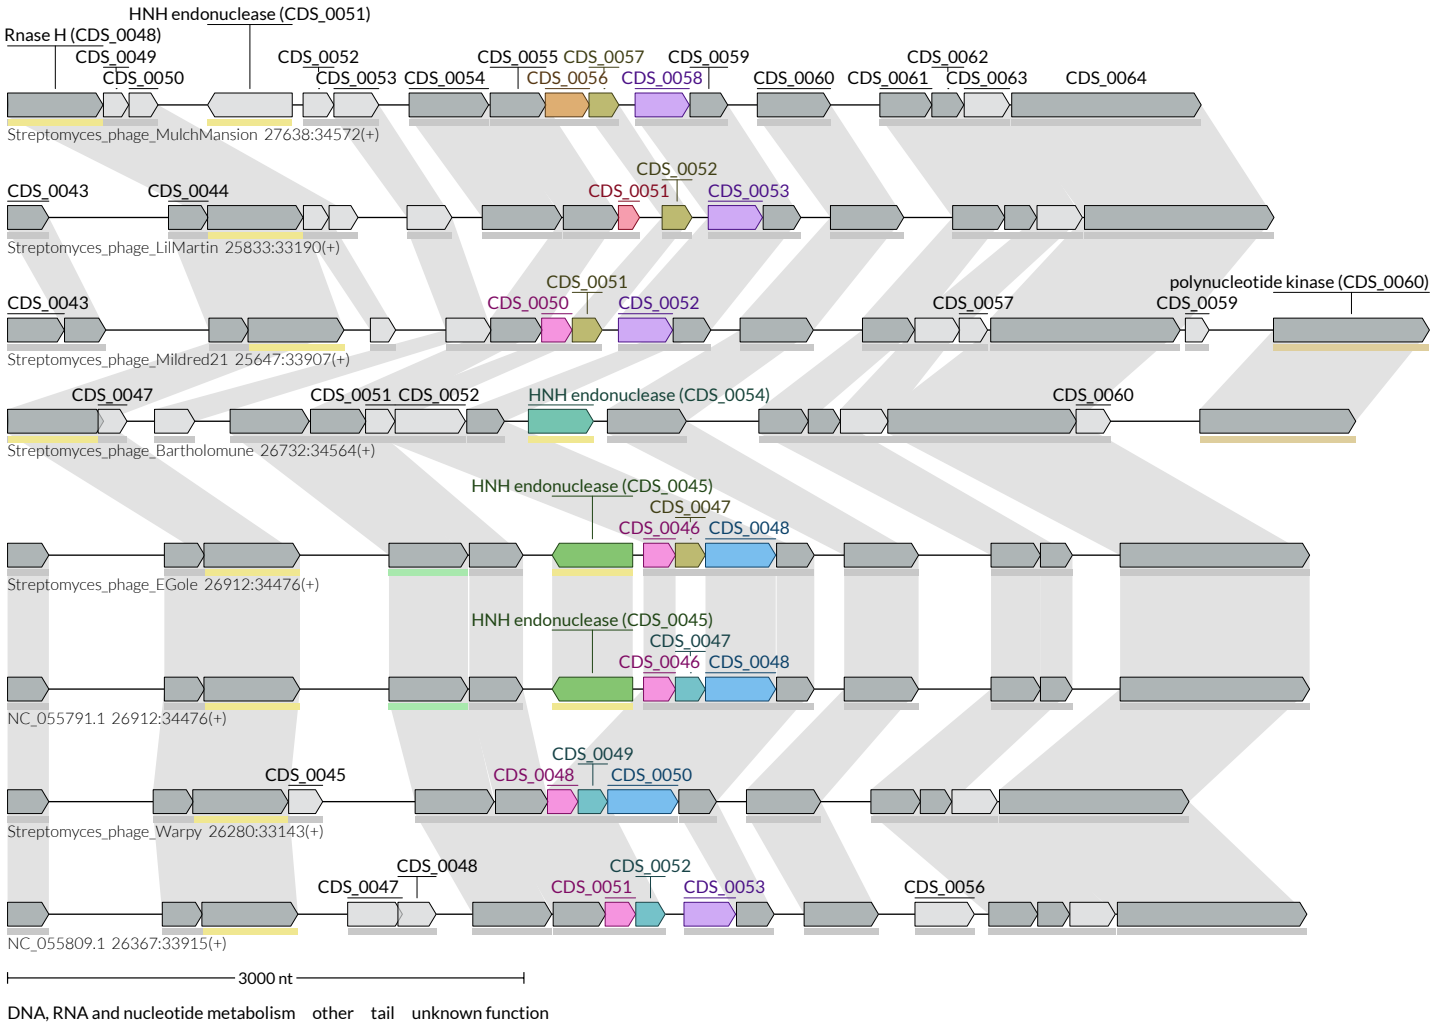 HNH endonuclease (CDS_0051)
Rnase H (CDS_0048)
CDS_0049 CDS_0052 CDS_0055 CDS_0057 CDS_0059 CDS_0062
CDS_0050 CDS_0053 CDS_0054 CDS_0056 CDS_0058 CDS_0060 CDS_0061 CDS_0063 CDS_0064
Streptomyces_phage_MulchMansion 27638:34572(+)
CDS_0052
CDS_0043 CDS_0044 CDS_0051 CDS_0053
Streptomyces_phage_LilMartin 25833:33190(+)
CDS_0051 polynucleotide kinase (CDS_0060)
CDS_0043 CDS_0050 CDS_0052 CDS_0057 CDS_0059
Streptomyces_phage_Mildred21 25647:33907(+)
CDS_0047 CDS_0051 CDS_0052 HNH endonuclease (CDS_0054) CDS_0060
Streptomyces_phage_Bartholomune 26732:34564(+)
HNH endonuclease (CDS_0045)
CDS_0047
CDS_0046 CDS_0048
Streptomyces_phage_EGole 26912:34476(+)
HNH endonuclease (CDS_0045)
CDS_0047
CDS_0046 CDS_0048
NC_055791.1 26912:34476(+)
CDS_0049
CDS_0045 CDS_0048 CDS_0050
Streptomyces_phage_Warpy 26280:33143(+)
CDS_0048 CDS_0052
CDS_0047 CDS_0051 CDS_0053 CDS_0056
NC_055809.1 26367:33915(+)
3000 nt
DNA, RNA and nucleotide metabolism other tail unknown function